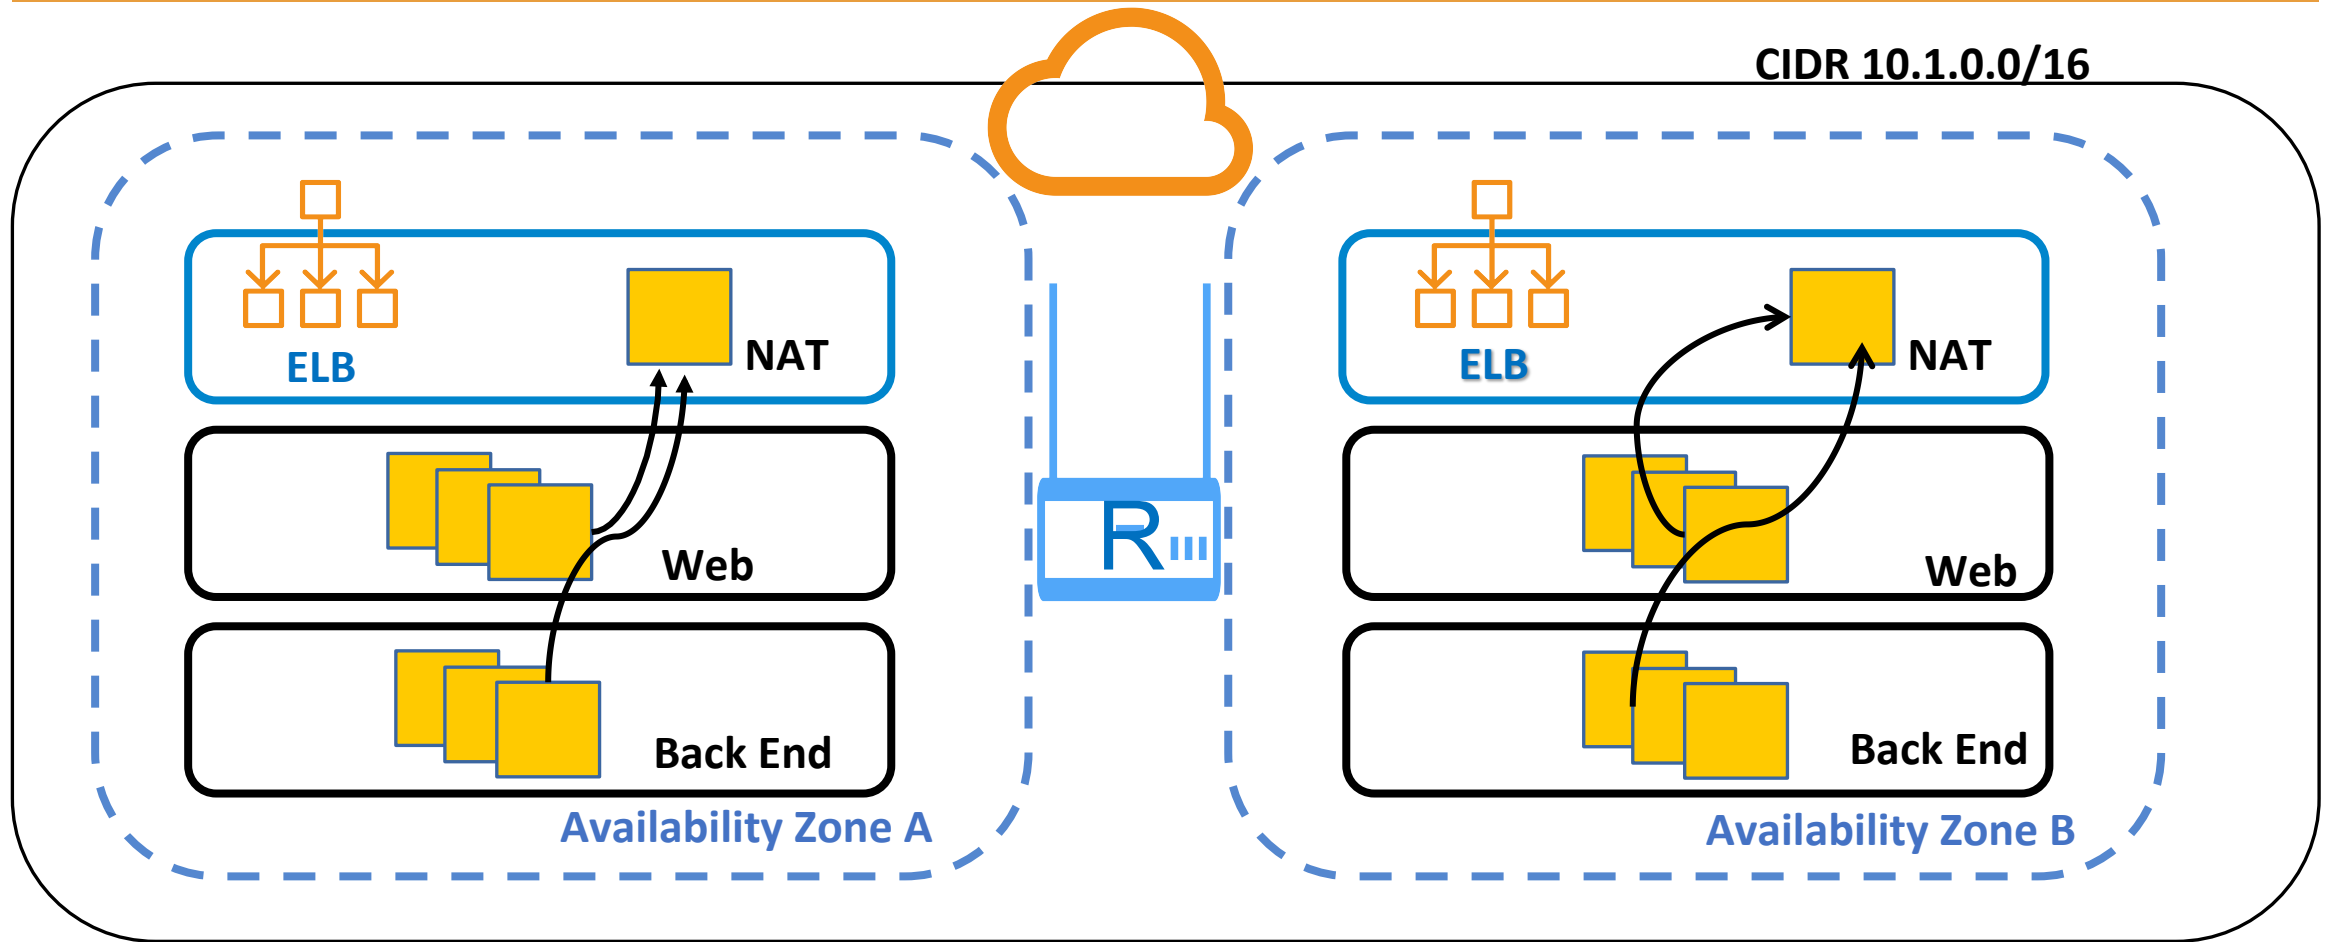 CIDR 10.1.0.0/16
ELB
NAT
Web
Back End
Availability Zone A
R
ELB
NAT
Web
Back End
Availability Zone B